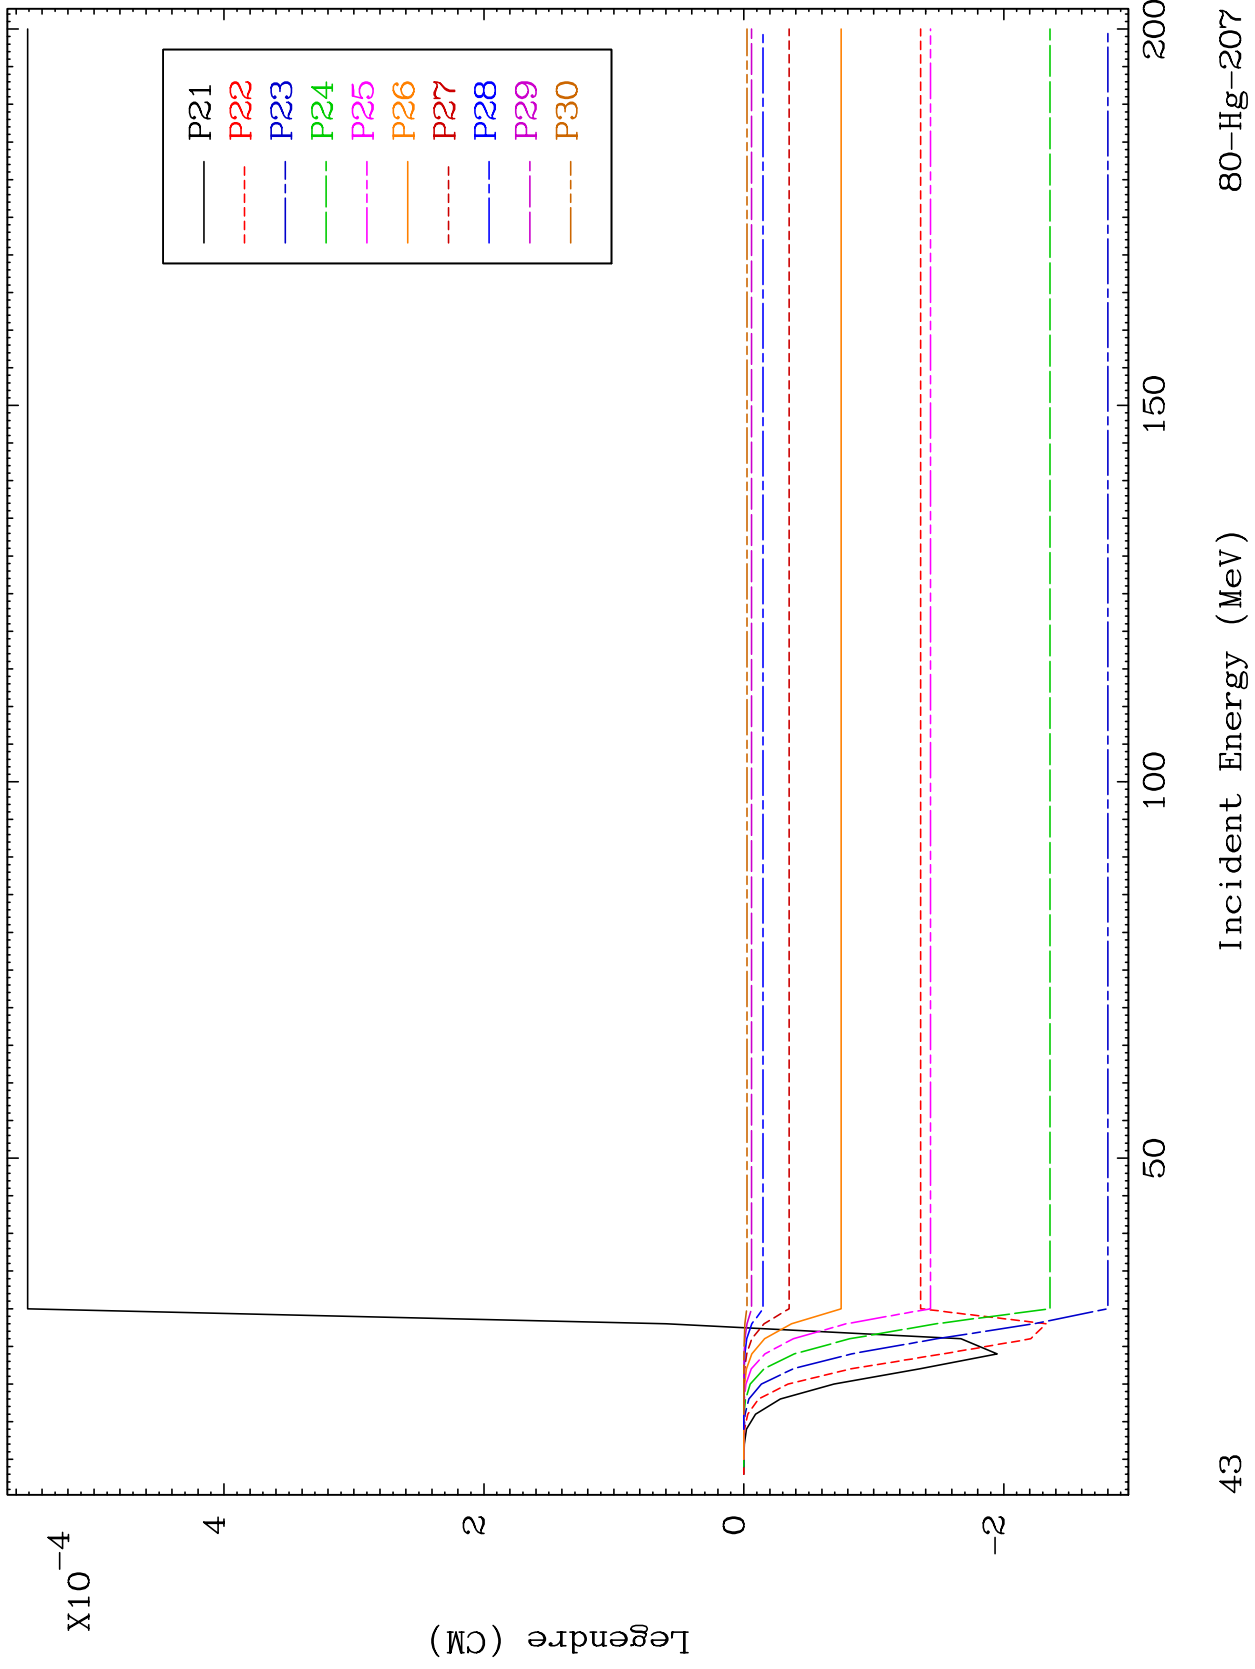 X10-4
4
2
0
-2
Legendre (CM)
P21
P22
P23
P24
P25
P26
P27
P28
P29
P30
50
100
150
200
43
Incident Energy (MeV)
80-Hg-207